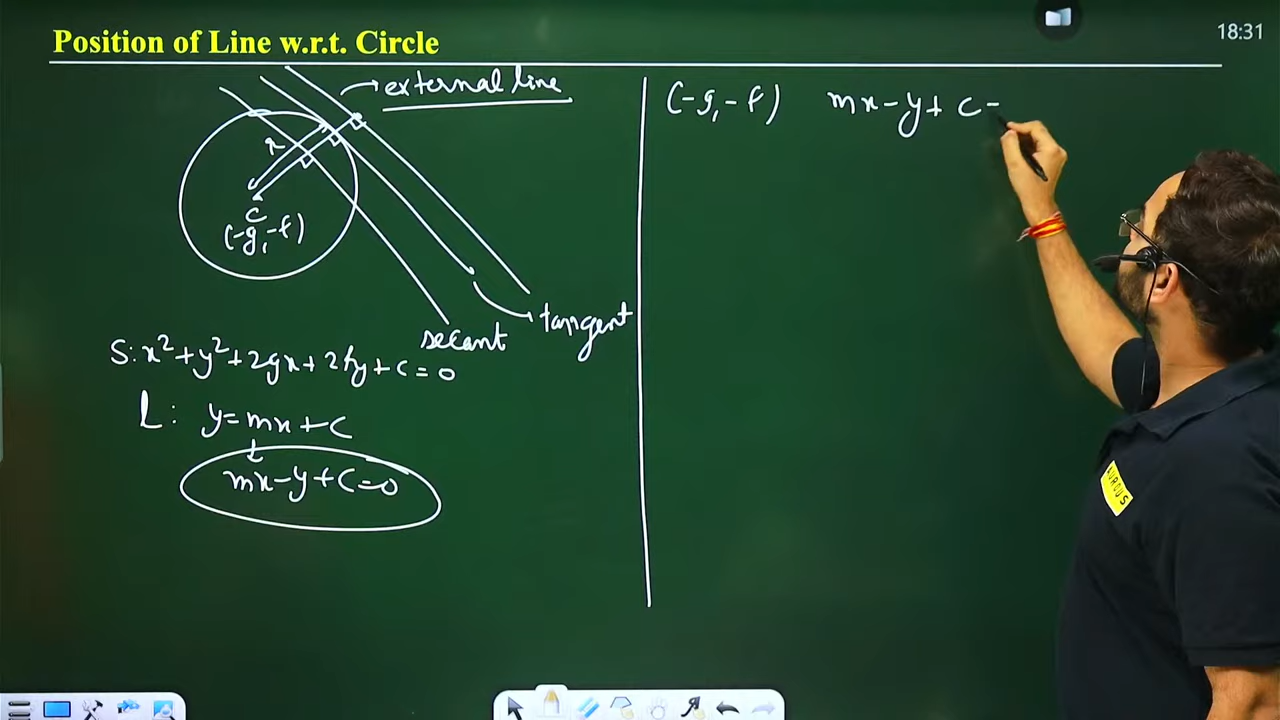 18:31
Position of Line w.r.t. Circle
external line
r
C
(-g,-f)
secant
tangent
S: x²+y²+2gx+2fy+c=0
L: y=mx+c
mx-y+c=0
(-g,-f) mx-y+c=
AUROUS